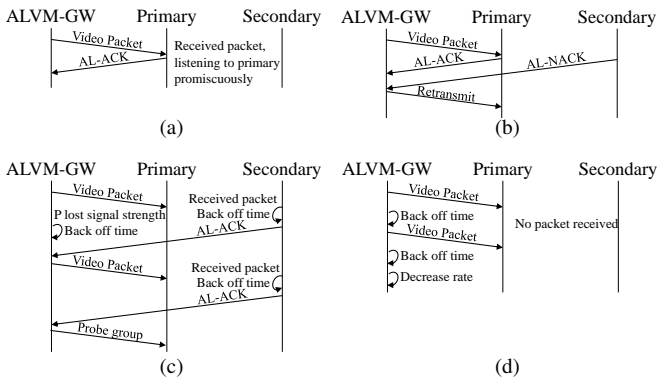 ALVM-GW Primary Secondary
Video Packet
AL-ACK
Received packet,
listening to primary
promiscuously
(a)
ALVM-GW Primary Secondary
Video Packet
AL-ACK
AL-NACK
Retransmit
(b)
ALVM-GW Primary Secondary
Video Packet
P lost signal strength
Back off time
Received packet
Back off time
AL-ACK
Video Packet
Received packet
Back off time
AL-ACK
Probe group
(c)
ALVM-GW Primary Secondary
Video Packet
Back off time
No packet received
Video Packet
Back off time
Decrease rate
(d)